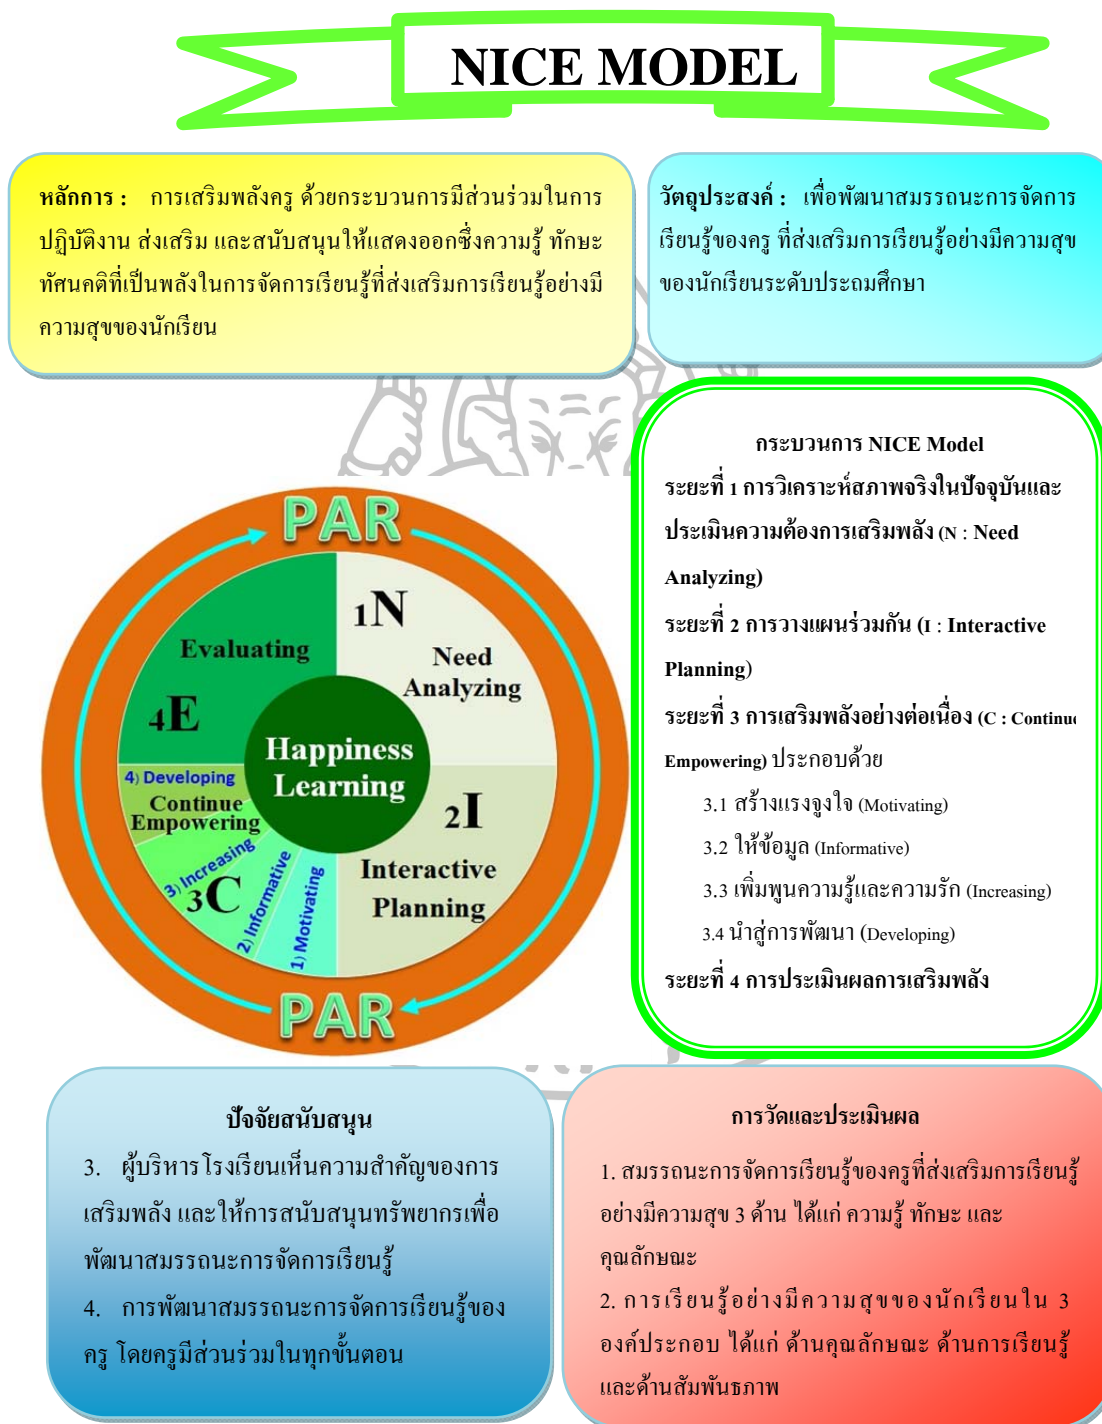 NICE MODEL
หลักการ : การเสริมพลังครู ด้วยกระบวนการมีส่วนร่วมในการ
ปฏิบัติงาน ส่งเสริม และสนับสนุนให้แสดงออกซึ่งความรู้ ทักษะ
ทัศนคติที่เป็นพลังในการจัดการเรียนรู้ที่ส่งเสริมการเรียนรู้อย่างมี
ความสุขของนักเรียน
วัตถุประสงค์ : เพื่อพัฒนาสมรรถนะการจัดการ
เรียนรู้ของครู ที่ส่งเสริมการเรียนรู้อย่างมีความสุข
ของนักเรียนระดับประถมศึกษา
กระบวนการ NICE Model
ระยะที่ 1 การวิเคราะห์สภาพจริงในปัจจุบันและ
ประเมินความต้องการเสริมพลัง (N : Need
Analyzing)
ระยะที่ 2 การวางแผนร่วมกัน (I : Interactive
Planning)
ระยะที่ 3 การเสริมพลังอย่างต่อเนื่อง (C : Continue
Empowering) ประกอบด้วย
3.1 สร้างแรงจูงใจ (Motivating)
3.2 ให้ข้อมูล (Informative)
3.3 เพิ่มพูนความรู้และความรัก (Increasing)
3.4 นำสู่การพัฒนา (Developing)
ระยะที่ 4 การประเมินผลการเสริมพลัง
PAR
1N
Need
Analyzing
2I
Interactive
Planning
3C
Continue
Empowering
1) Motivating
2) Informative
3) Increasing
4) Developing
4E
Evaluating
Happiness
Learning
PAR
ปัจจัยสนับสนุน
3. ผู้บริหารโรงเรียนเห็นความสำคัญของการ
เสริมพลัง และให้การสนับสนุนทรัพยากรเพื่อ
พัฒนาสมรรถนะการจัดการเรียนรู้
4. การพัฒนาสมรรถนะการจัดการเรียนรู้ของ
ครู โดยครูมีส่วนร่วมในทุกขั้นตอน
การวัดและประเมินผล
1. สมรรถนะการจัดการเรียนรู้ของครูที่ส่งเสริมการเรียนรู้
อย่างมีความสุข 3 ด้าน ได้แก่ ความรู้ ทักษะ และ
คุณลักษณะ
2. การเรียนรู้อย่างมีความสุขของนักเรียนใน 3
องค์ประกอบ ได้แก่ ด้านคุณลักษณะ ด้านการเรียนรู้
และด้านสัมพันธภาพ